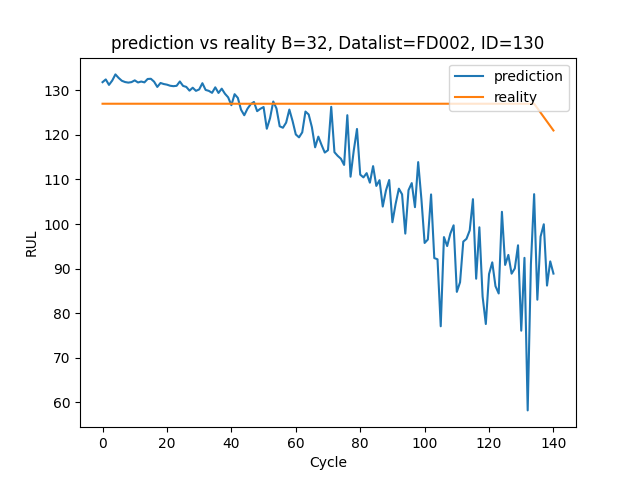 prediction vs reality B=32, Datalist=FD002, ID=130
prediction
reality
RUL
130
120
110
100
90
80
70
60
0 20 40 60 80 100 120 140
Cycle